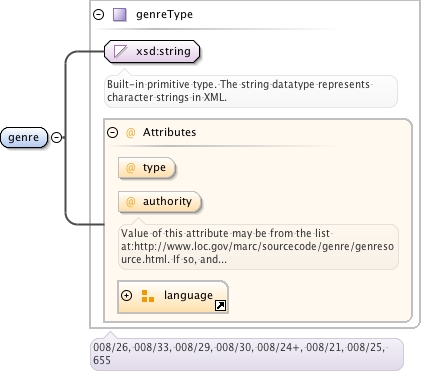 genreType
xsd:string
Built-in primitive type. The string datatype represents
character strings in XML.
genre
@ Attributes
@ type
@ authority
Value of this attribute may be from the list
at:http://www.loc.gov/marc/sourcecode/genre/genreso
urce.html. If so, and...
language
008/26, 008/33, 008/29, 008/30, 008/24+, 008/21, 008/25,
655